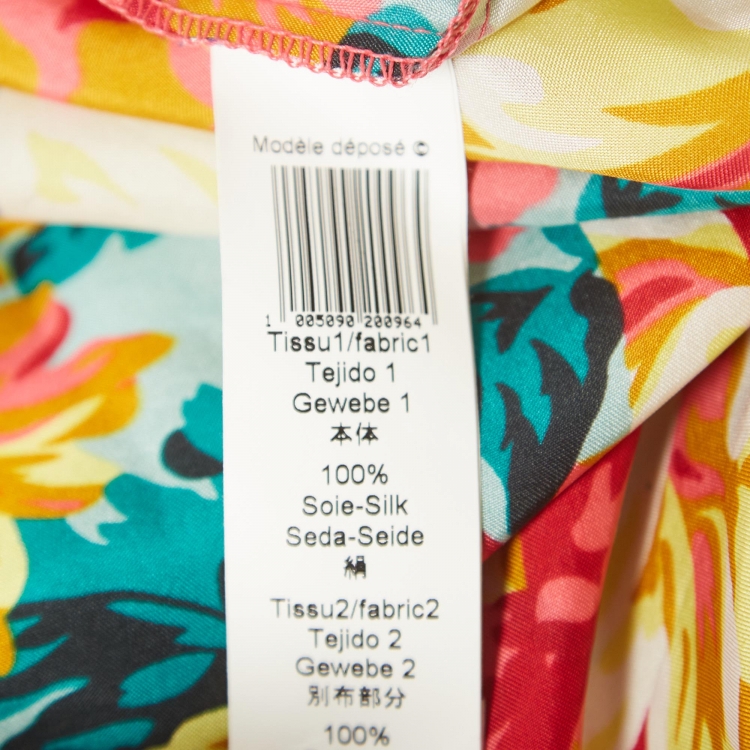 Modèle déposé ©
1 005090 200964
Tissu1/fabric1
Tejido 1
Gewebe 1
本体
100%
Soie-Silk
Seda-Seide
絹
Tissu2/fabric2
Tejido 2
Gewebe 2
別布部分
100%